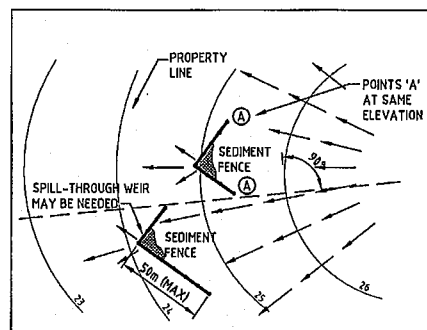 PROPERTY
LINE
A
POINTS 'A'
AT SAME
ELEVATION
SEDIMENT
FENCE
90°
A
SPILL-THROUGH WEIR
MAY BE NEEDED
SEDIMENT
FENCE
50m (MAX)
23
24
25
26